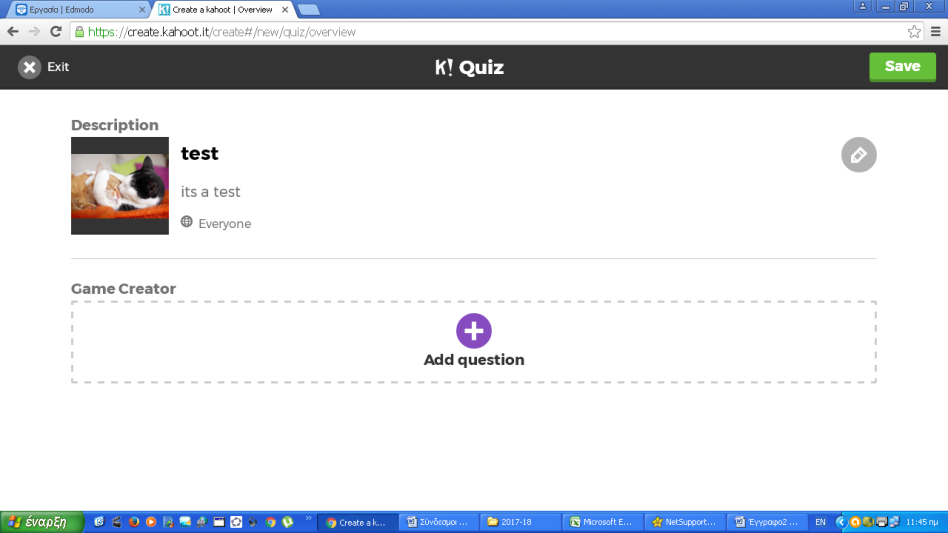 Εργασία | Edmodo
Create a kahoot | Overview
https://create.kahoot.it/create#/new/quiz/overview
Exit
K! Quiz
Save
Description
test
its a test
Everyone
Game Creator
Add question
έναρξη
Create a k...
Σύνδεσμοι ...
2017-18
Microsoft E...
NetSupport...
Έγγραφο2 ...
EN
11:45 πμ